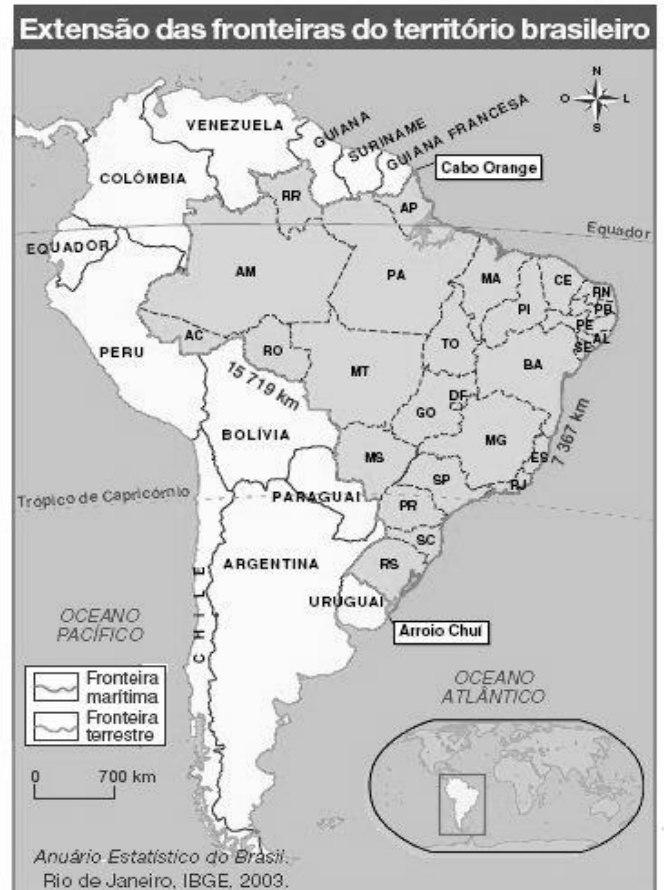 Extensão das fronteiras do território brasileiro
N
O
L
S
VENEZUELA
GUIANA
SURINAME
GUIANA FRANCESA
Cabo Orange
COLÔMBIA
RR
AP
Equador
EQUADOR
AM
PA
MA
CE
RN
PB
PI
PE
AL
SE
PERU
AC
RO
TO
BA
MT
15 719 km
DF
GO
7 367 km
BOLÍVIA
MG
ES
MS
SP
RJ
Trópico de Capricórnio
PARAGUAI
PR
SC
ARGENTINA
RS
CHILE
URUGUAI
Arroio Chuí
OCEANO
PACÍFICO
OCEANO
ATLÂNTICO
Fronteira
marítima
Fronteira
terrestre
0 700 km
Anuário Estatístico do Brasil.
Rio de Janeiro, IBGE, 2003.